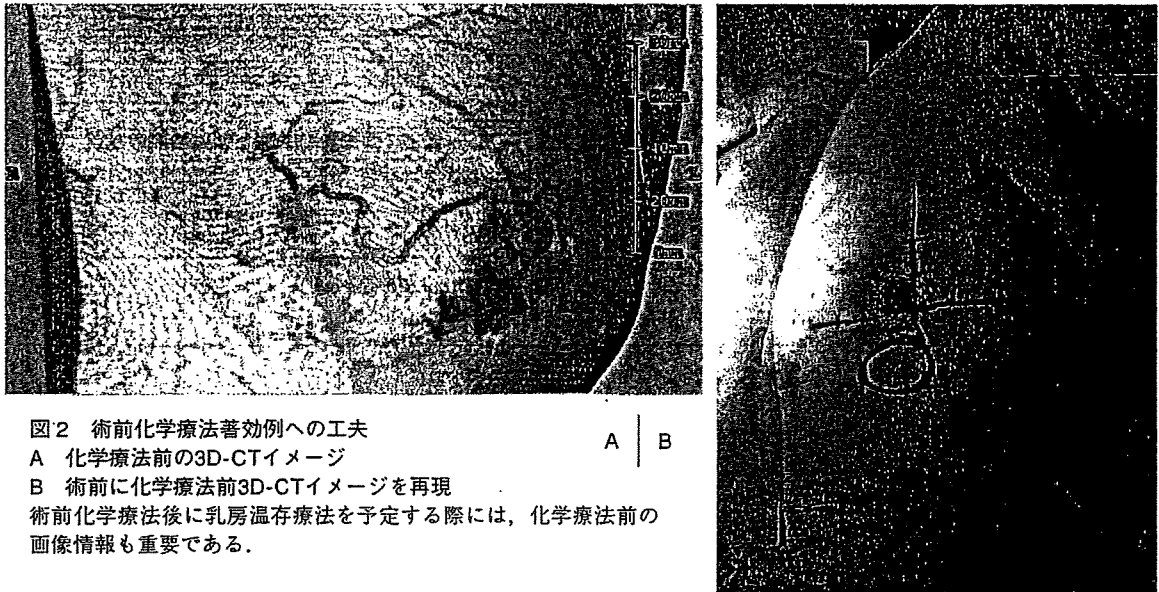 図2 術前化学療法著効例への工夫
A 化学療法前の3D-CTイメージ
B 術前に化学療法前3D-CTイメージを再現
術前化学療法後に乳房温存療法を予定する際には，化学療法前の
画像情報も重要である．
A | B